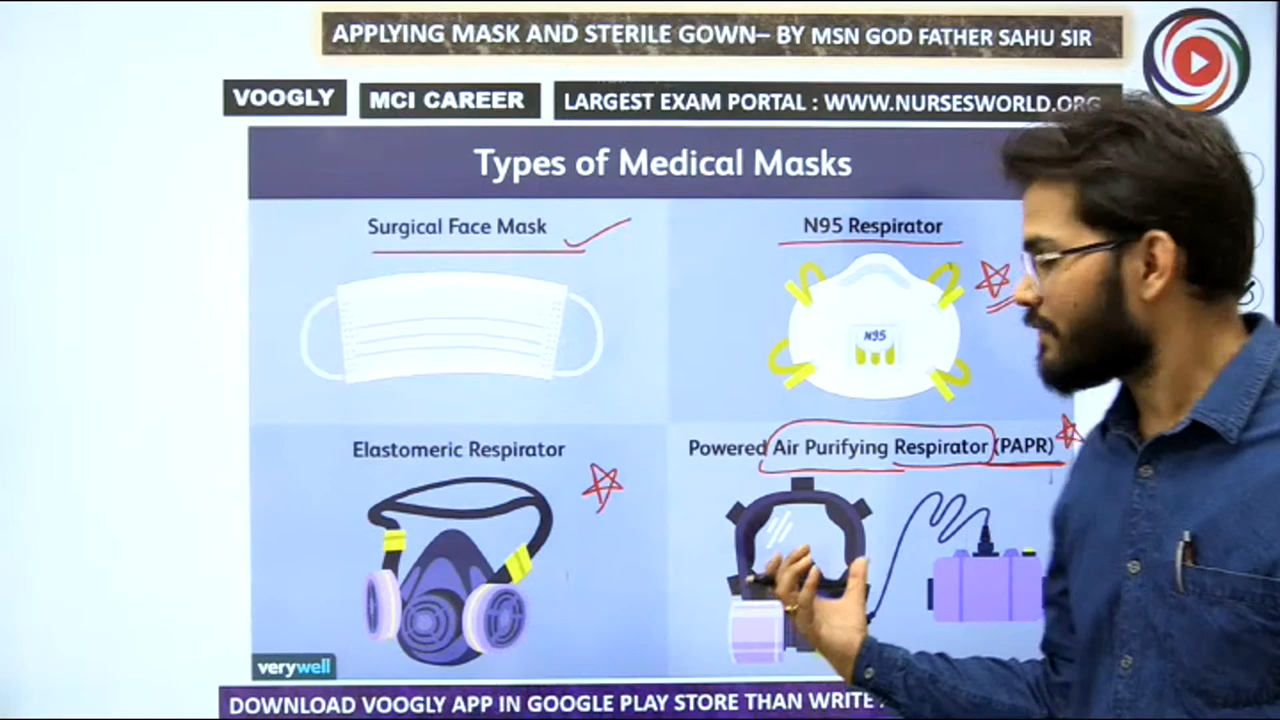 APPLYING MASK AND STERILE GOWN– BY MSN GOD FATHER SAHU SIR
VOOGLY
MCI CAREER
LARGEST EXAM PORTAL : WWW.NURSESWORLD.ORG
Types of Medical Masks
Surgical Face Mask
N95 Respirator
N95
Elastomeric Respirator
Powered Air Purifying Respirator (PAPR)
verywell
DOWNLOAD VOOGLY APP IN GOOGLE PLAY STORE THAN WRITE